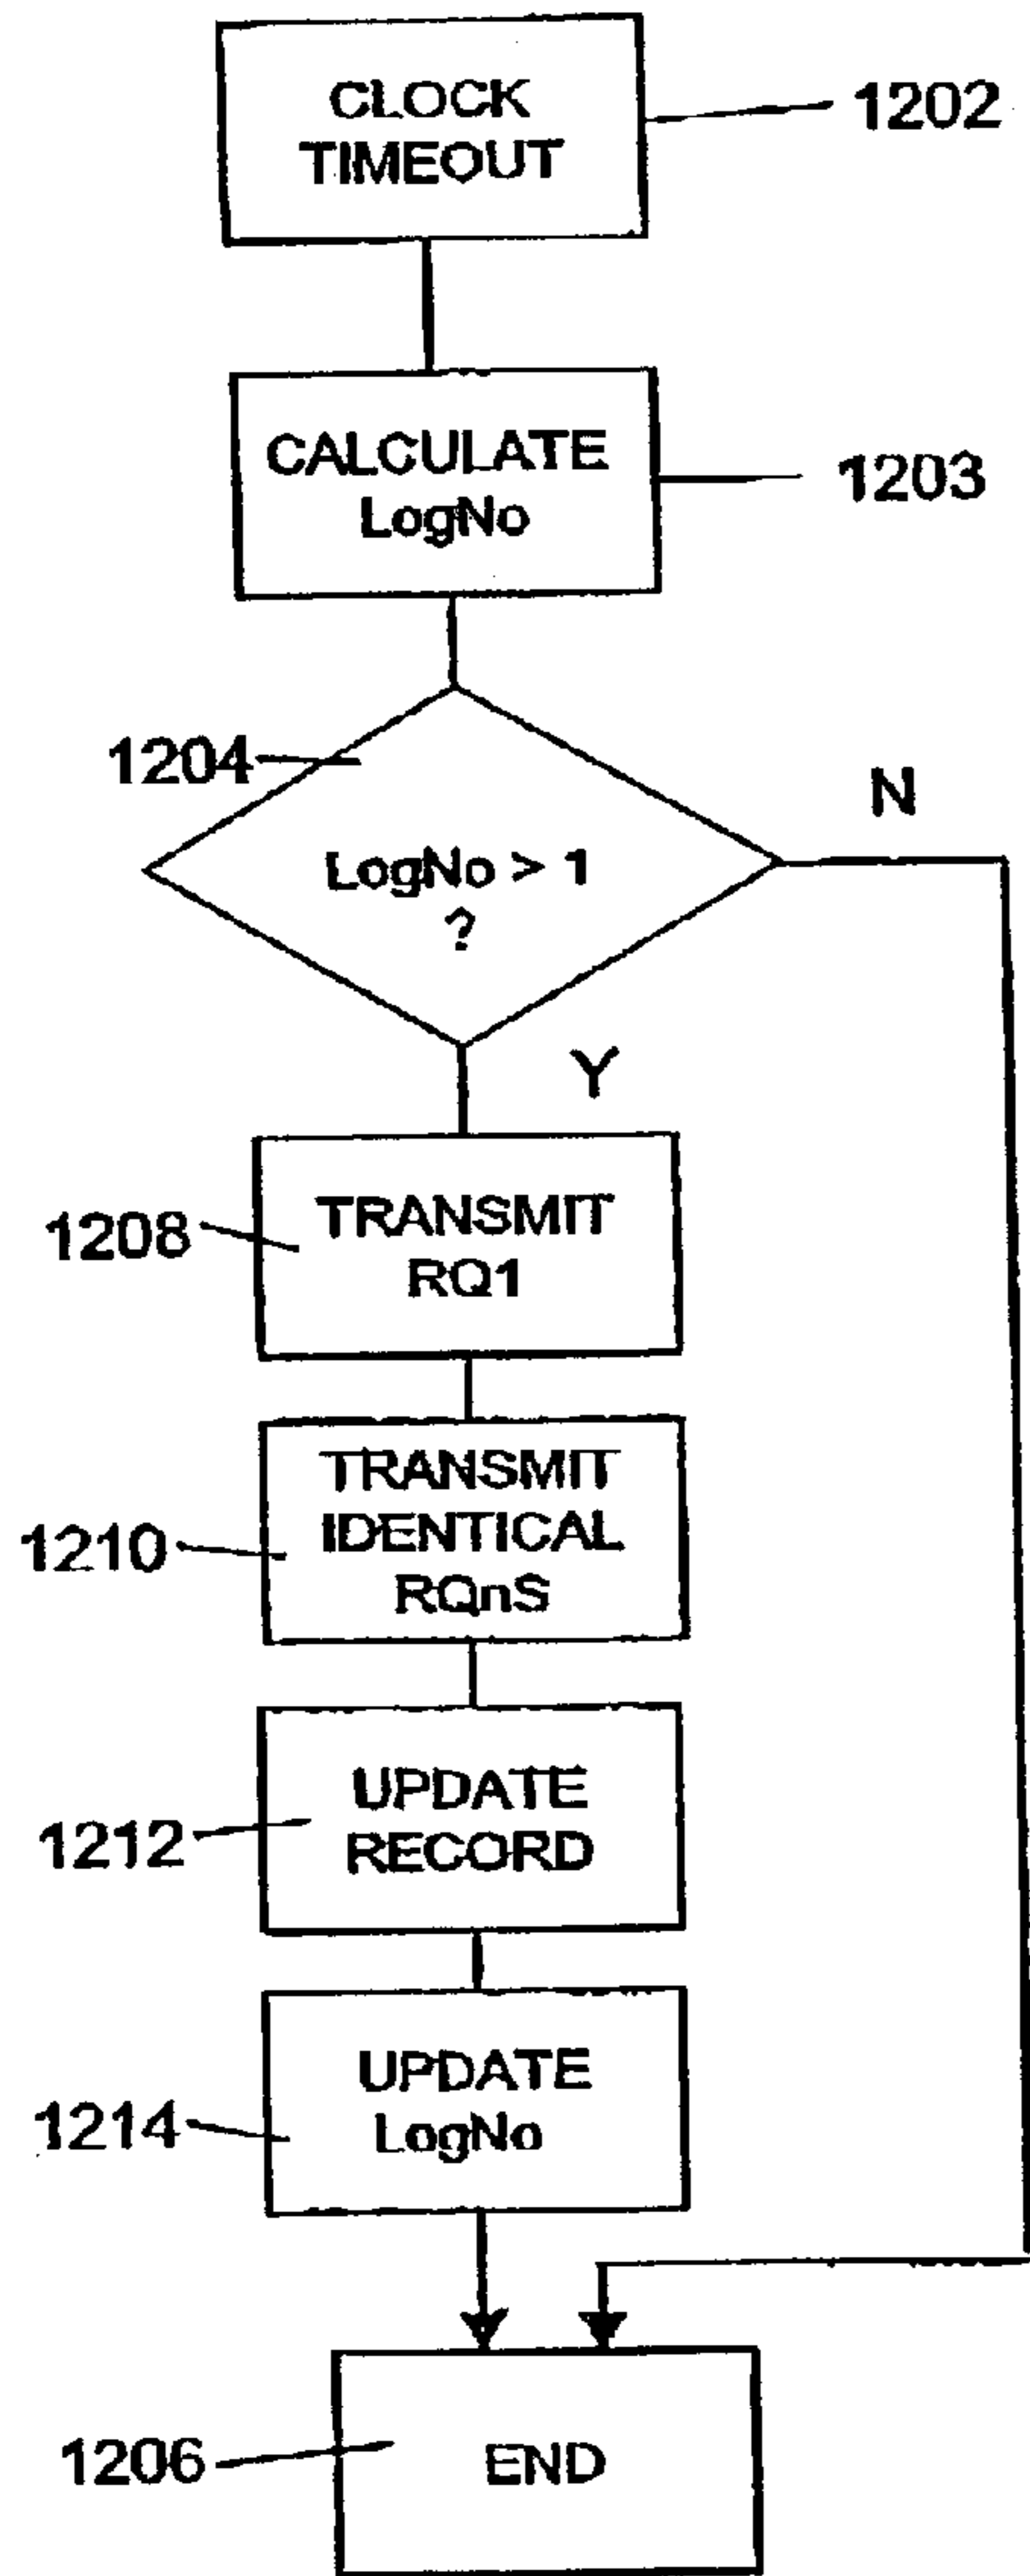 CLOCK
TIMEOUT
1202
CALCULATE
LogNo
1203
1204
LogNo > 1
?
N
Y
1208
TRANSMIT
RQ1
1210
TRANSMIT
IDENTICAL
RQnS
1212
UPDATE
RECORD
1214
UPDATE
LogNo
1206
END